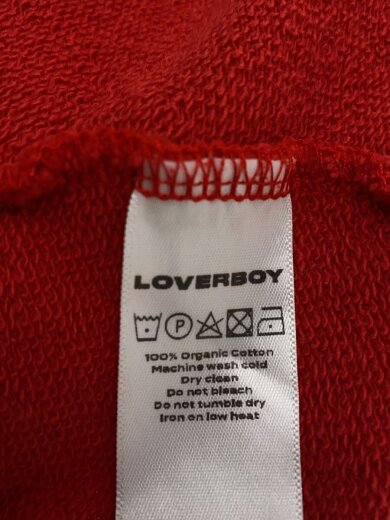 LOVERBOY
P
100% Organic Cotton
Machine wash cold
Dry clean
Do not bleach
Do not tumble dry
Iron on low heat